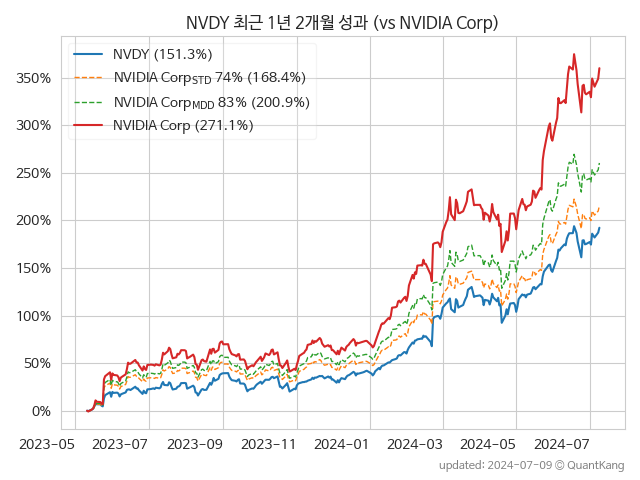 NVDY 최근 1년 2개월 성과 (vs NVIDIA Corp)
NVDY (151.3%)
NVIDIA CorpSTD 74% (168.4%)
NVIDIA CorpMDD 83% (200.9%)
NVIDIA Corp (271.1%)
350%
300%
250%
200%
150%
100%
50%
0%
2023-05 2023-07 2023-09 2023-11 2024-01 2024-03 2024-05 2024-07
updated: 2024-07-09 © QuantKang